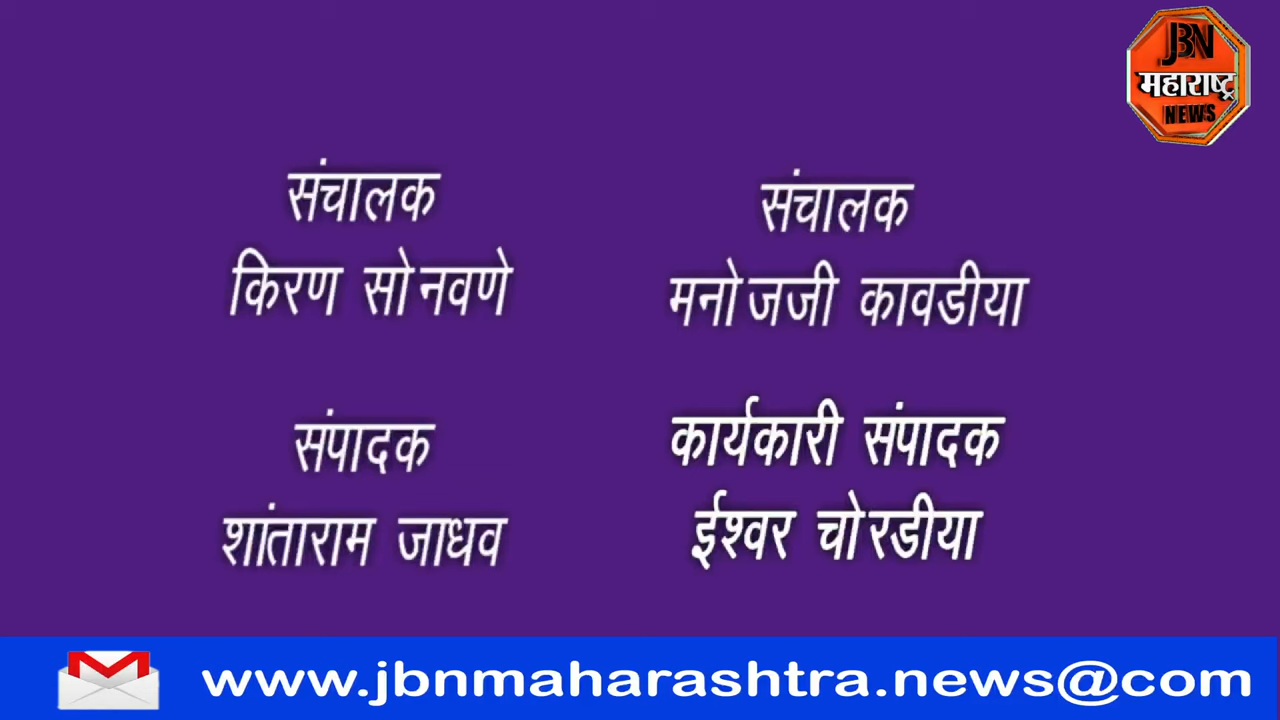 JBN
महाराष्ट्र
NEWS
संचालक
किरण सोनवणे
संचालक
मनोजजी कावडीया
संपादक
शांताराम जाधव
कार्यकारी संपादक
ईश्वर चोरडीया
www.jbnmaharashtra.news@com